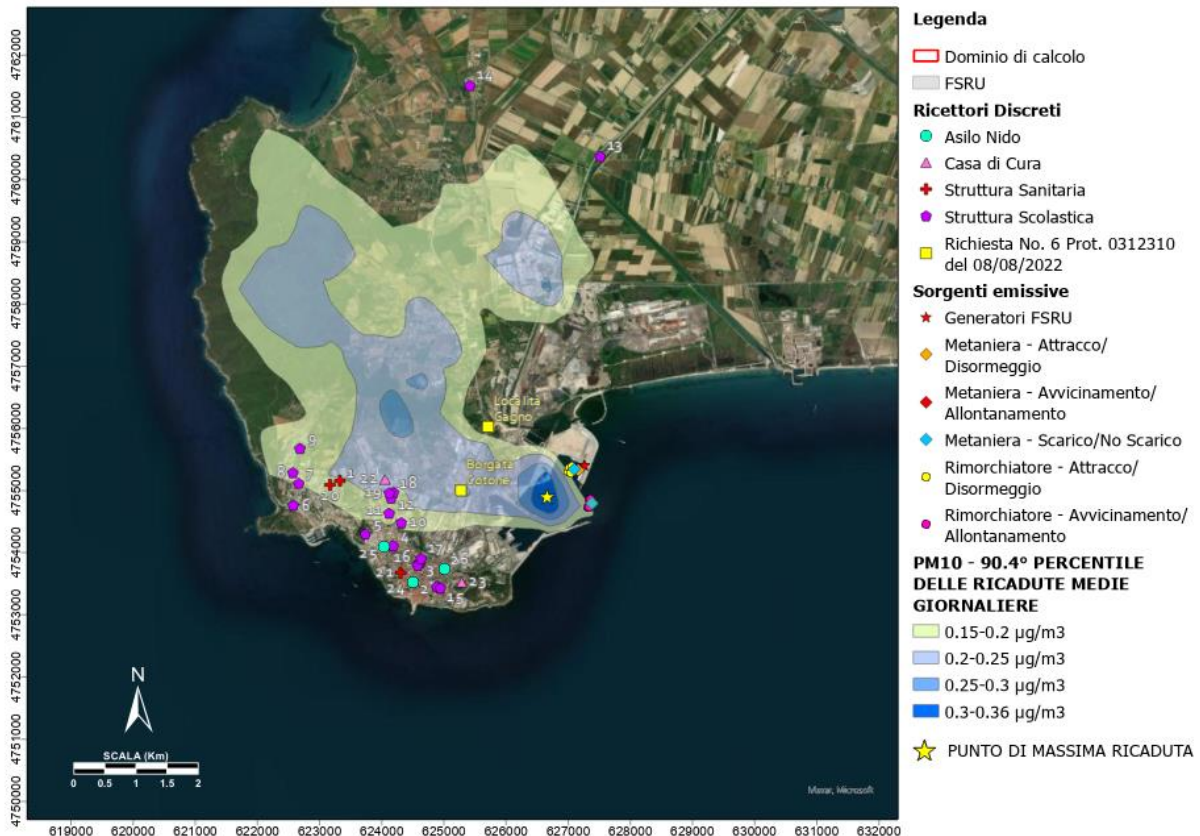 4762000
4761000
4760000
4759000
4758000
4757000
4756000
4755000
4754000
4753000
4752000
4751000
4750000
14
13
Località
Gagno
Borgata
Cotone
9
8
7
6
1
20
22
18
19
11
12
10
5
4
25
16
17
26
21
3
24
2
23
15
N
SCALA (Km)
0 0.5 1 1.5 2
Maxar, Microsoft
619000 620000 621000 622000 623000 624000 625000 626000 627000 628000 629000 630000 631000 632000
Legenda
Dominio di calcolo
FSRU
Ricettori Discreti
Asilo Nido
Casa di Cura
Struttura Sanitaria
Struttura Scolastica
Richiesta No. 6 Prot. 0312310
del 08/08/2022
Sorgenti emissive
Generatori FSRU
Metaniera - Attracco/
Disormeggio
Metaniera - Avvicinamento/
Allontanamento
Metaniera - Scarico/No Scarico
Rimorchiatore - Attracco/
Disormeggio
Rimorchiatore - Avvicinamento/
Allontanamento
PM10 - 90.4° PERCENTILE
DELLE RICADUTE MEDIE
GIORNALIERE
0.15-0.2 µg/m3
0.2-0.25 µg/m3
0.25-0.3 µg/m3
0.3-0.36 µg/m3
PUNTO DI MASSIMA RICADUTA